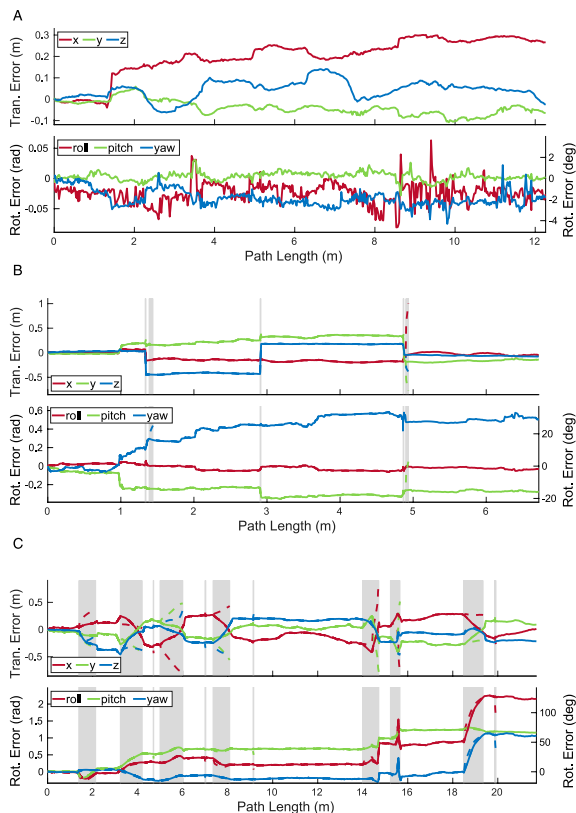 A
Tran. Error (m)
0.3
0.2
0.1
0
-0.1
x y z
Rot. Error (rad)
0.05
0
-0.05
roll pitch yaw
2
0
-2
-4
Rot. Error (deg)
0 2 4 6 8 10 12
Path Length (m)
B
Tran. Error (m)
1
0.5
0
-0.5
x y z
Rot. Error (rad)
0.6
0.4
0.2
0
-0.2
roll pitch yaw
20
0
-20
Rot. Error (deg)
0 1 2 3 4 5 6
Path Length (m)
C
Tran. Error (m)
0.5
0
-0.5
x y z
Rot. Error (rad)
2
1.5
1
0.5
0
roll pitch yaw
100
50
0
Rot. Error (deg)
0 2 4 6 8 10 12 14 16 18 20
Path Length (m)